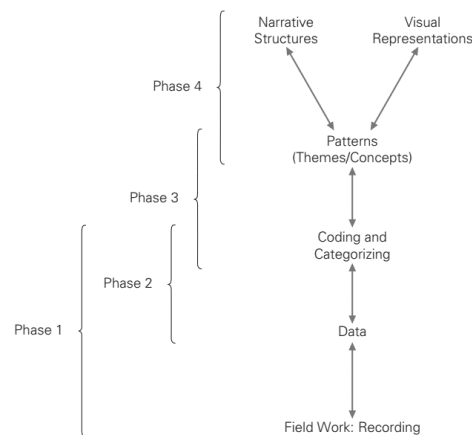 Narrative
Structures
Visual
Representations
Phase 4
Patterns
(Themes/Concepts)
Phase 3
Coding and
Categorizing
Phase 2
Phase 1
Data
Field Work: Recording